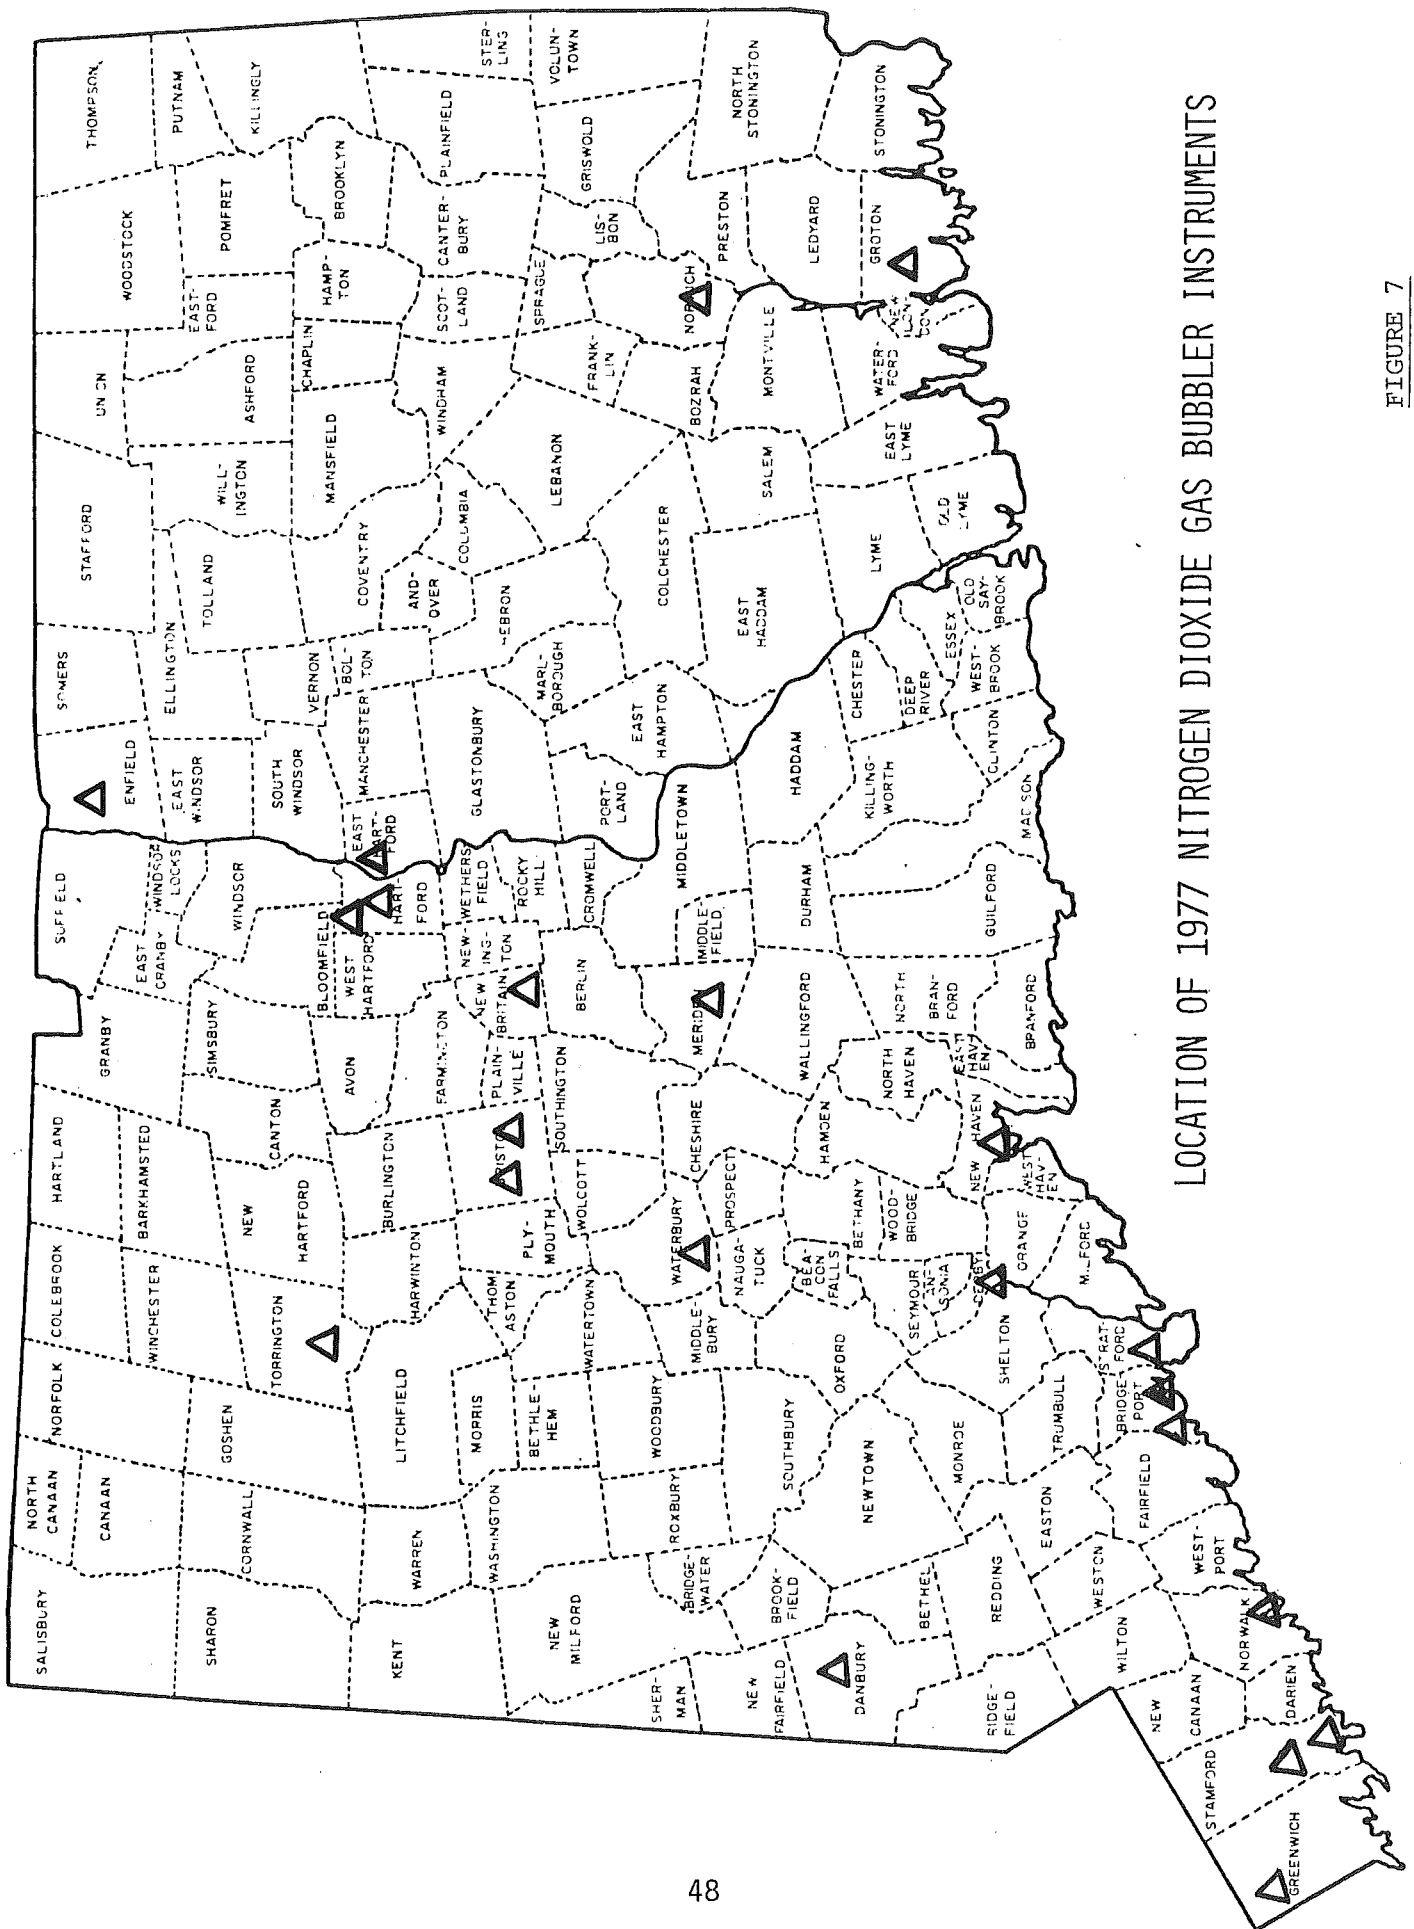 NORTH
CANAAN
SALISBURY
CANAAN
NORFOLK
COLEBROOK
HARTLAND
GRANBY
SUFFIELD
SOMERS
STAFFORD
UNION
WOODSTOCK
THOMPSON
ENFIELD
PUTNAM
WINCHESTER
BARKHAMSTED
EAST
GRANBY
WINDSOR
LOCKS
ELLINGTON
EAST
WINDSOR
SHARON
CORNWALL
GOSHEN
TORRINGTON
NEW
HARTFORD
CANTON
SIMSBURY
WINDSOR
TOLLAND
WILL-
INGTON
ASHFORD
EAST-
FORD
POMFRET
KILLINGLY
BLOOMFIELD
SOUTH
WINDSOR
VERNON
MANSFIELD
CHAPLIN
HAMP-
TON
BROOKLYN
KENT
WARREN
LITCHFIELD
HARWINTON
BURLINGTON
AVON
WEST
HARTFORD
HART-
FORD
EAST
HART-
FORD
MANCHESTER
BOL-
TON
COVENTRY
AND-
OVER
COLUMBIA
WINDHAM
SCOT-
LAND
CANTER-
BURY
PLAINFIELD
STER-
LING
WASHINGTON
MORRIS
THOM
ASTON
PLY-
MOUTH
BRISTO
FARMINGTON
PLAIN-
VILLE
NEW
BRITAIN
NEW-
ING-
TON
WETHERS
FIELD
ROCKY
HILL
GLASTONBURY
HEBRON
MARL-
BOROUGH
LEBANON
FRANK-
LIN
SPRAGUE
LIS-
BON
GRISWOLD
VOLUN-
TOWN
NEW
MILFORD
BETHLE-
HEM
WATERTOWN
WOLCOTT
SOUTHINGTON
BERLIN
CROMWELL
PORT-
LAND
EAST
HAMPTON
COLCHESTER
BOZRAH
NORWICH
PRESTON
NORTH
STONINGTON
SHER-
MAN
BRIDGE-
WATER
ROXBURY
WOODBURY
MIDDLE-
BURY
WATERBURY
CHESHIRE
MERIDEN
MIDDLE-
FIELD
MIDDLETOWN
EAST
HADDAM
SALEM
MONTVILLE
LEDYARD
NEW
FAIRFIELD
BROOK-
FIELD
SOUTHBURY
NAUGA-
TUCK
PROSPECT
WALLINGFORD
DURHAM
HADDAM
DANBURY
BETHEL
NEWTOWN
OXFORD
BEA-
CON
FALLS
BETHANY
HAMDEN
NORTH
HAVEN
NORTH
BRAN-
FORD
KILLING-
WORTH
CHESTER
DEEP
RIVER
LYME
EAST
LYME
WATER-
FORD
NEW
LON-
DON
GROTON
STONINGTON
RIDGE-
FIELD
REDDING
MONROE
SHELTON
SEYMOUR
AN-
SONIA
DERBY
WOOD-
BRIDGE
NEW HAVEN
EAST
HAV-
EN
BRANFORD
GUILFORD
MADISON
CLINTON
WEST-
BROOK
ESSEX
OLD
SAY-
BROOK
OLD
LYME
WILTON
WESTON
EASTON
TRUMBULL
STRAT-
FORD
BRIDGE-
PORT
MILFORD
ORANGE
WEST
HAV-
EN
NEW
CANAAN
NORWALK
WEST-
PORT
FAIRFIELD
STAMFORD
DARIEN
GREENWICH
LOCATION OF 1977 NITROGEN DIOXIDE GAS BUBBLER INSTRUMENTS
FIGURE 7
48